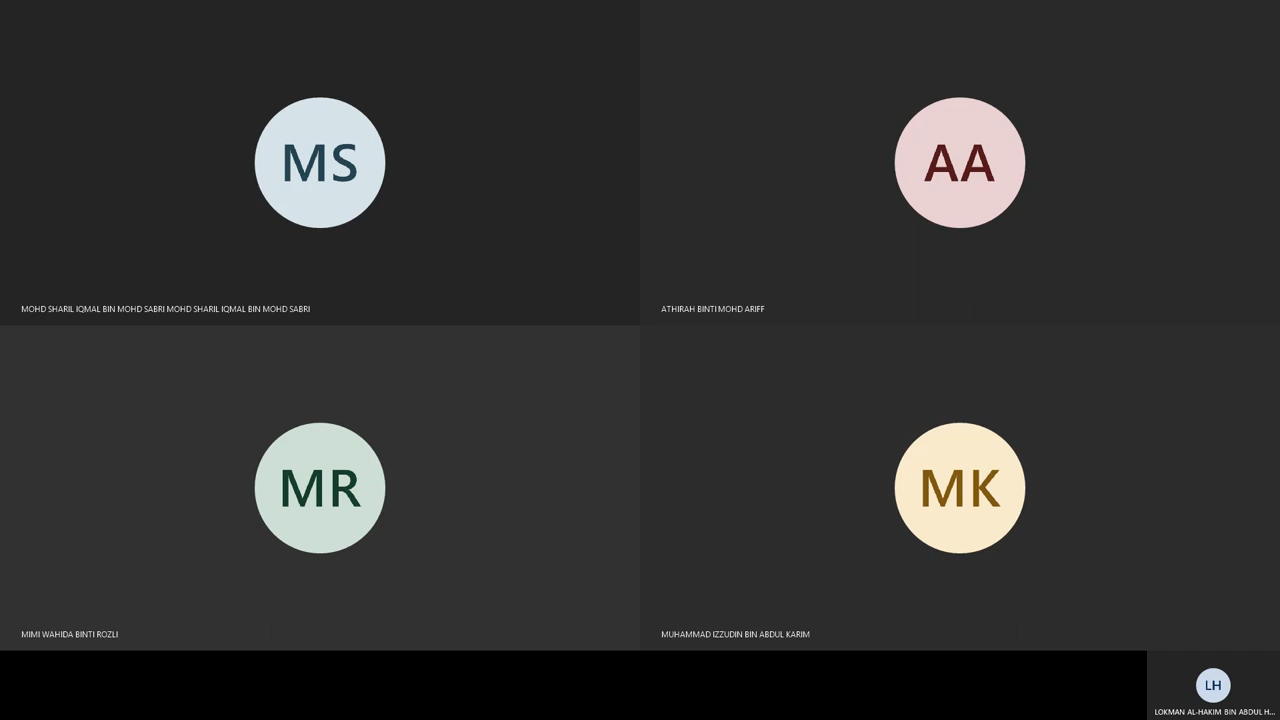 MS
MOHD SHARIL IQMAL BIN MOHD SABRI MOHD SHARIL IQMAL BIN MOHD SABRI
AA
ATHIRAH BINTI MOHD ARIFF
MR
MIMI WAHIDA BINTI ROZLI
MK
MUHAMMAD IZZUDIN BIN ABDUL KARIM
LH
LOKMAN AL-HAKIM BIN ABDUL H...